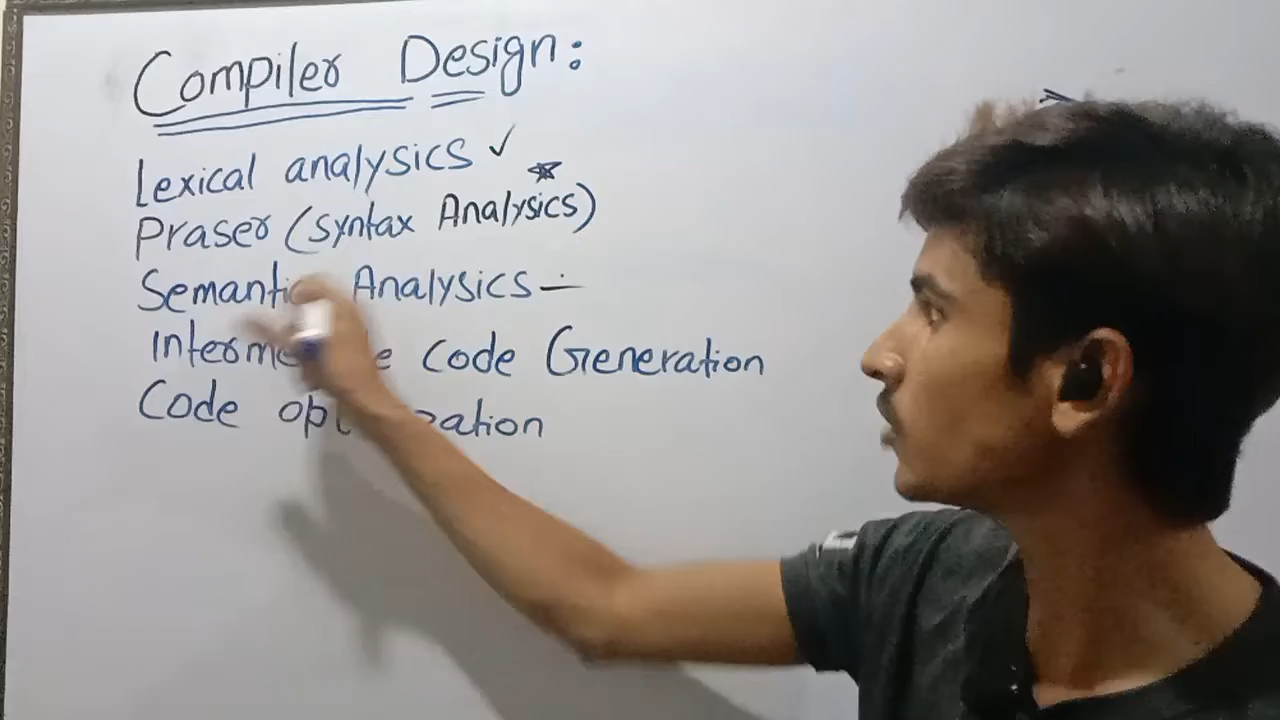 Compiler Design:
Lexical analysics ✓
Praser (syntax Analysics)
Semantic Analysics -
Code Generation
Code